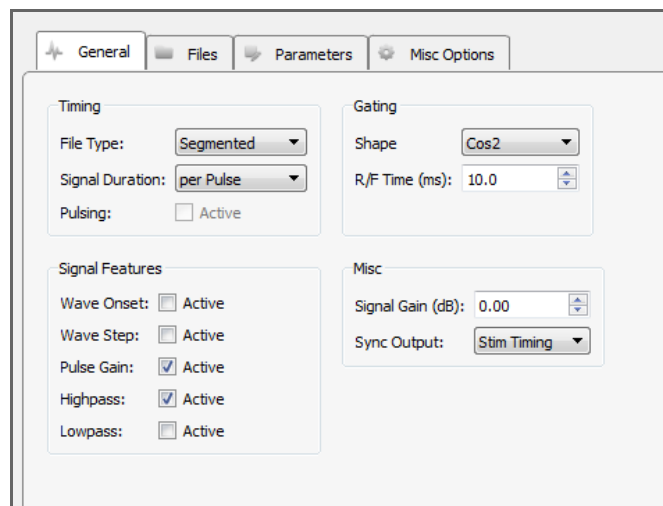 General Files Parameters Misc Options
Timing
File Type: Segmented
Signal Duration: per Pulse
Pulsing: Active
Gating
Shape Cos2
R/F Time (ms): 10.0
Signal Features
Wave Onset: Active
Wave Step: Active
Pulse Gain: Active
Highpass: Active
Lowpass: Active
Misc
Signal Gain (dB): 0.00
Sync Output: Stim Timing